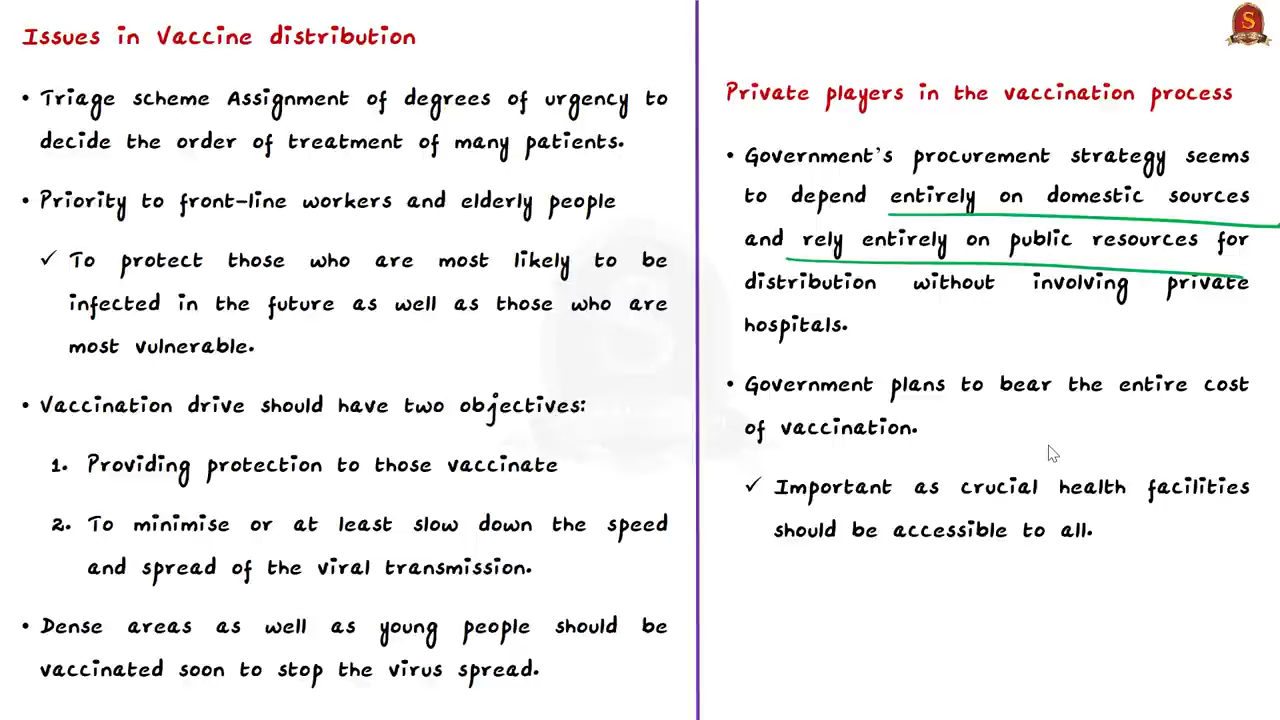 Issues in Vaccine distribution
• Triage scheme Assignment of degrees of urgency to
decide the order of treatment of many patients.
• Priority to front-line workers and elderly people
✓ To protect those who are most likely to be
infected in the future as well as those who are
most vulnerable.
• Vaccination drive should have two objectives:
1. Providing protection to those vaccinate
2. To minimise or at least slow down the speed
and spread of the viral transmission.
• Dense areas as well as young people should be
vaccinated soon to stop the virus spread.
S
Private players in the vaccination process
• Government's procurement strategy seems
to depend entirely on domestic sources
and rely entirely on public resources for
distribution without involving private
hospitals.
• Government plans to bear the entire cost
of vaccination.
✓ Important as crucial health facilities
should be accessible to all.